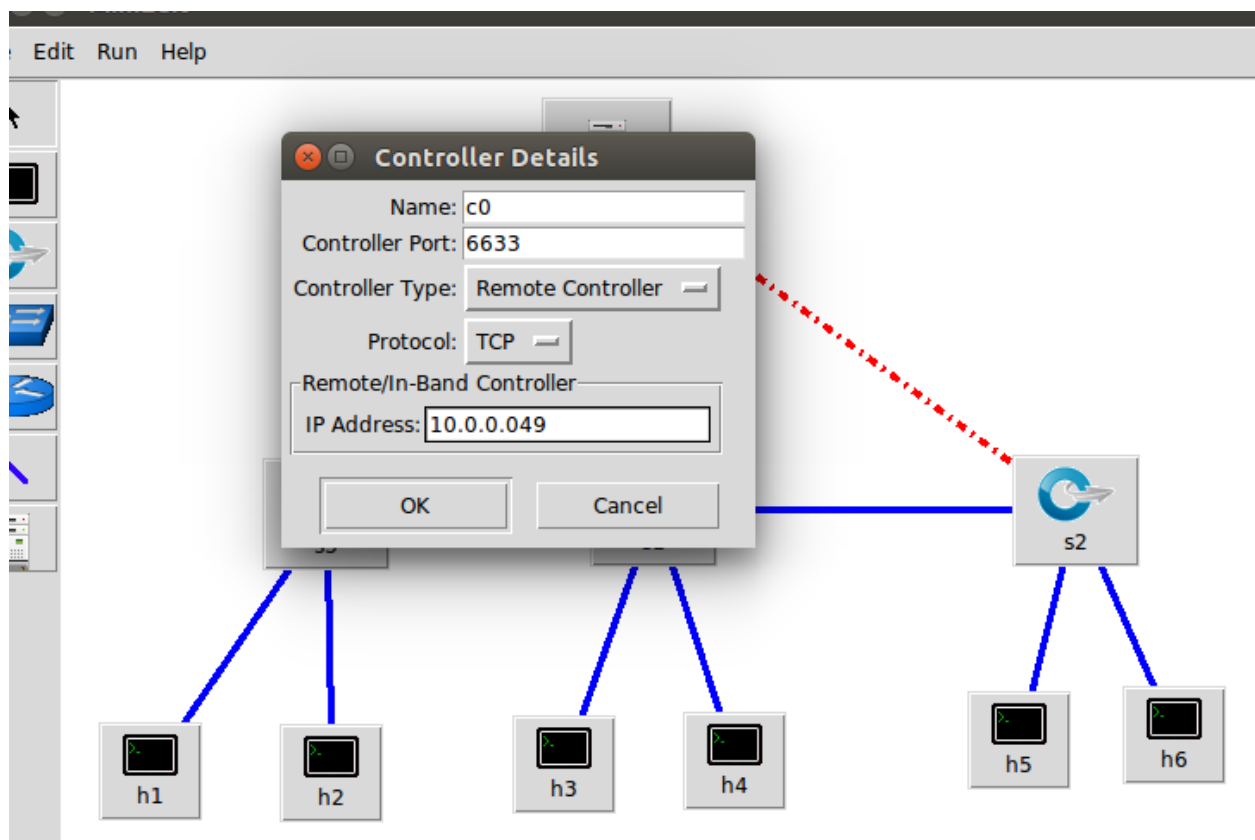 Edit Run Help
Controller Details
Name: c0
Controller Port: 6633
Controller Type: Remote Controller
Protocol: TCP
Remote/In-Band Controller
IP Address: 10.0.0.049
OK Cancel
s2
h1 h2 h3 h4 h5 h6